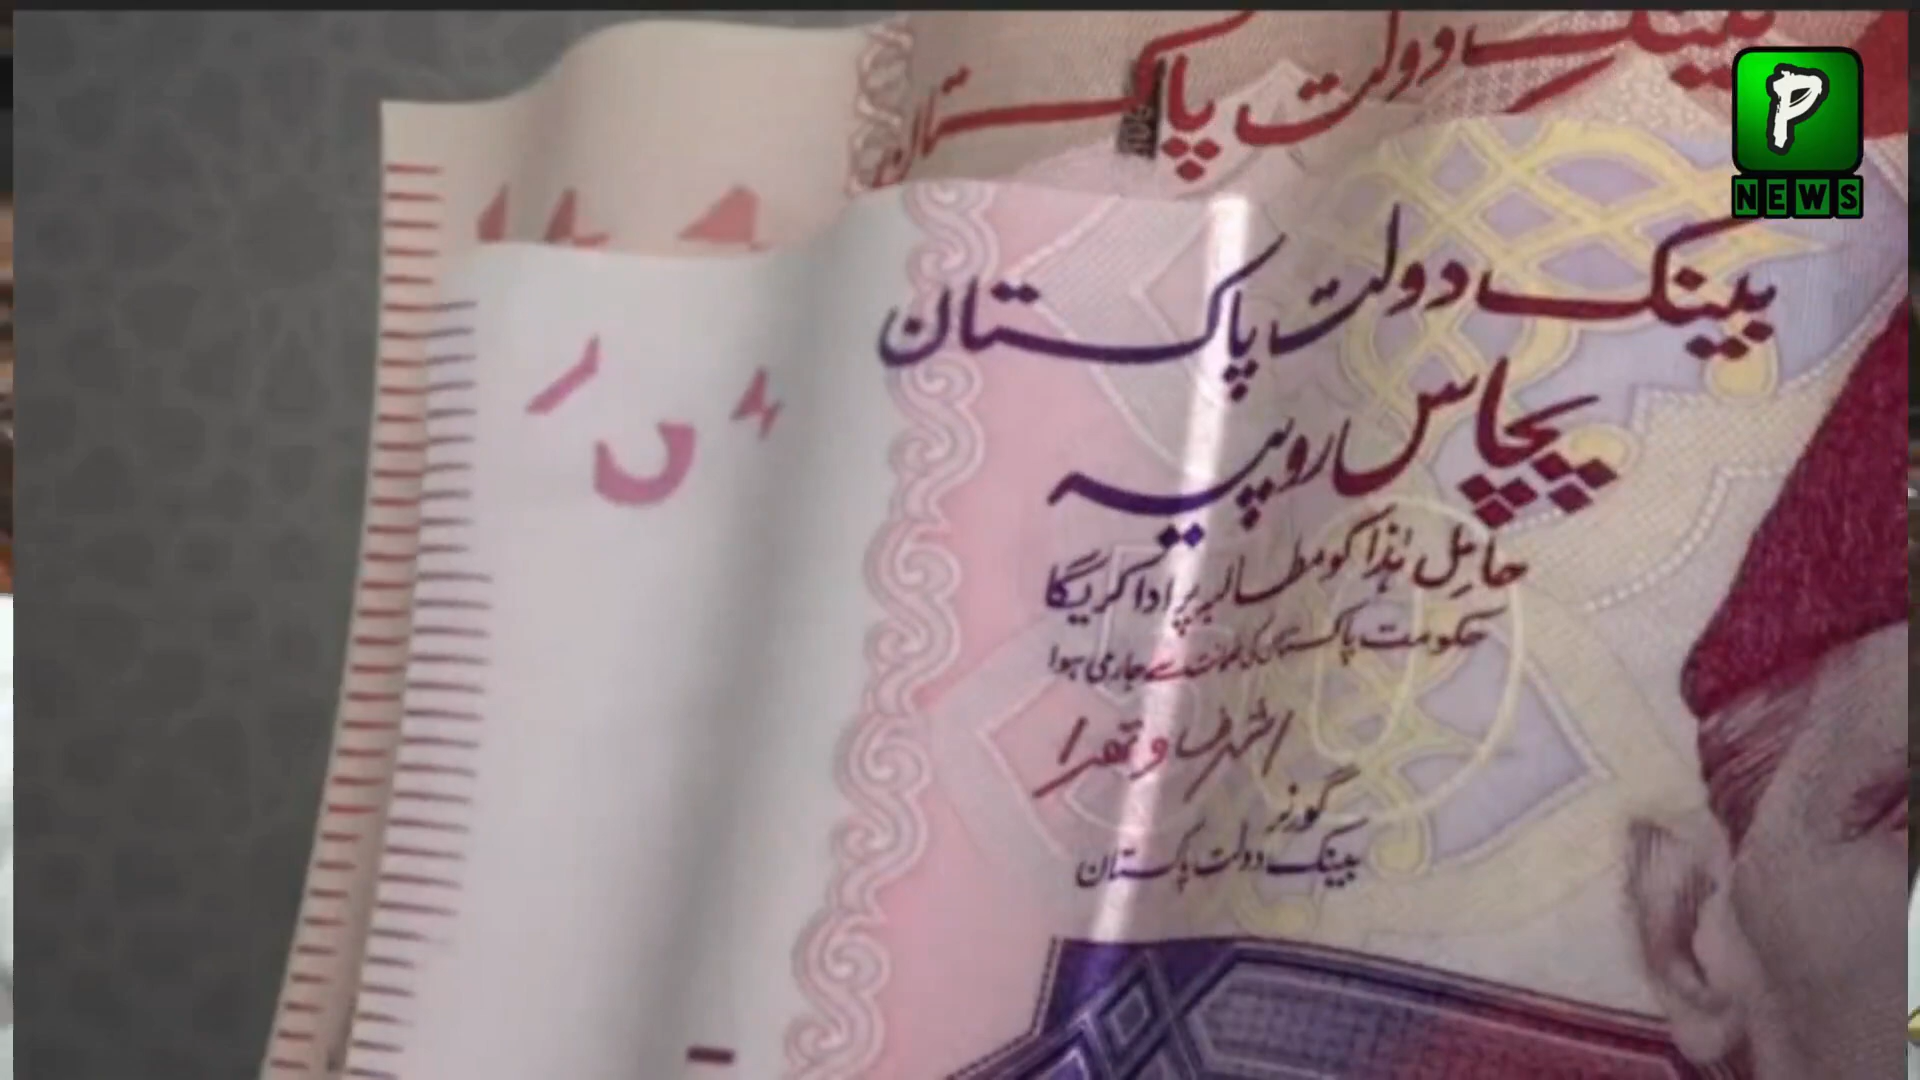 بینک دولت پاکستان
P
NEWS
بینک دولت پاکستان
پچاس روپیہ
حامِل ہٰذا کو مطالبہ پر ادا کریگا
حکومت پاکستان کی ضمانت سے جاری ہوا
گورنر
بینک دولت پاکستان